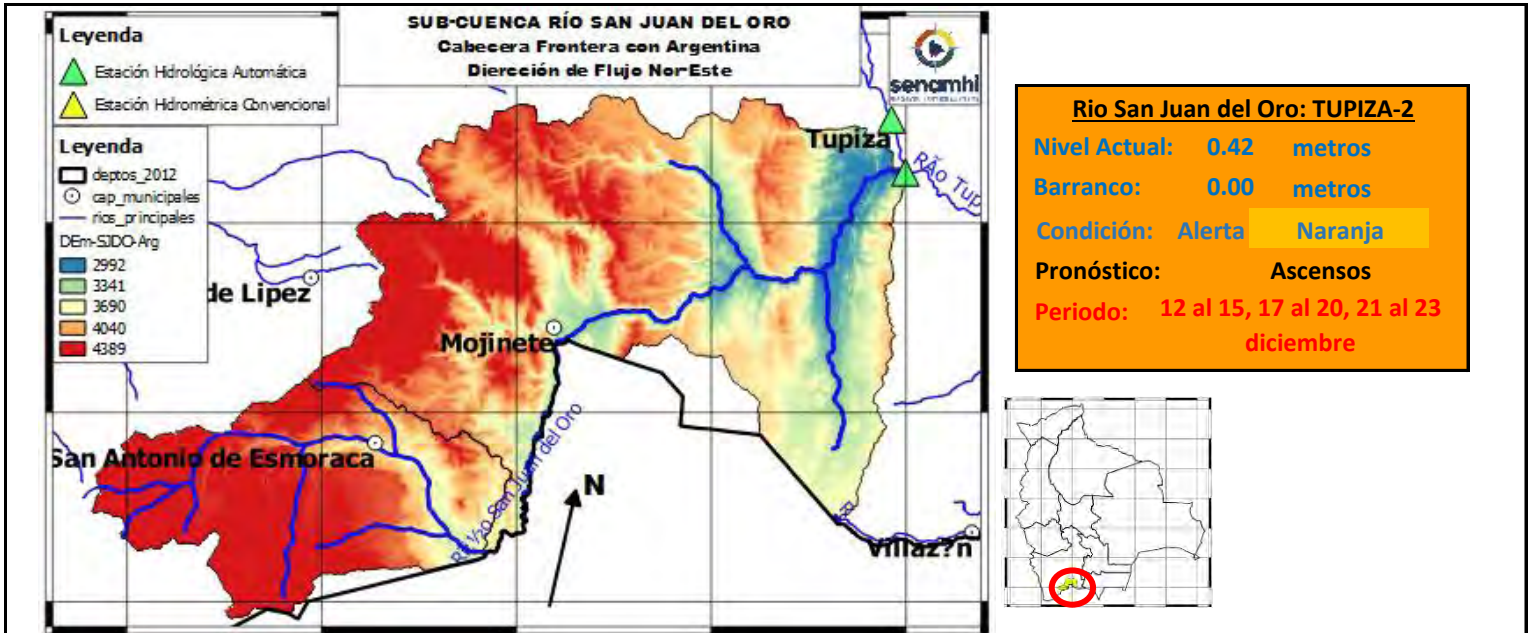 SUB-CUENCA RÍO SAN JUAN DEL ORO
Cabecera Frontera con Argentina
Diercción de Flujo Nor-Este
Leyenda
Estación Hidrológica Automática
Estación Hidrométrica Convencional
Leyenda
deptos_2012
cap_municipales
rios_principales
DEm-SJDO-Arg
2992
3341
3690
4040
4389
senamhi
Tupiza
RÃo Tup
de Lipez
Mojinete
San Antonio de Esmoraca
San Juan del Oro
N
Villaz?n
Rio San Juan del Oro: TUPIZA-2
Nivel Actual: 0.42 metros
Barranco: 0.00 metros
Condición: Alerta Naranja
Pronóstico: Ascensos
Periodo: 12 al 15, 17 al 20, 21 al 23
diciembre